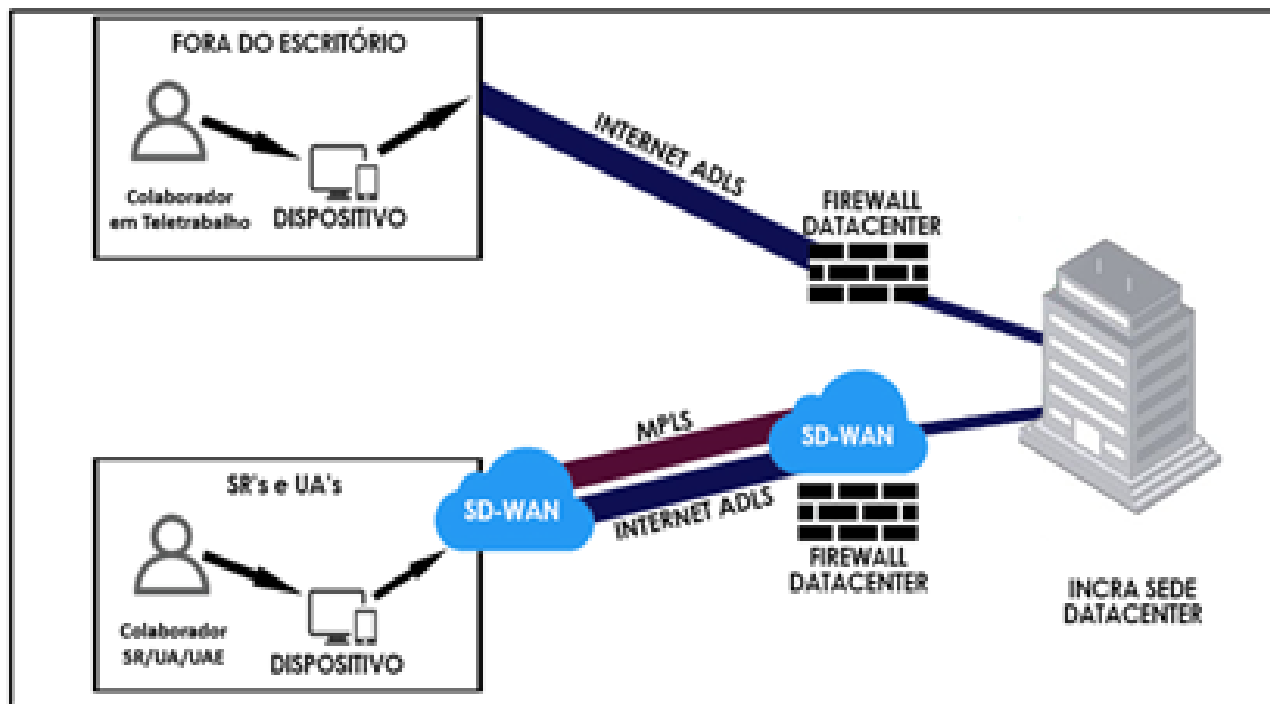 FORA DO ESCRITÓRIO
Colaborador
em Teletrabalho
DISPOSITIVO
INTERNET ADLS
FIREWALL
DATACENTER
SR's e UA's
Colaborador
SR/UA/UAE
DISPOSITIVO
SD-WAN
MPLS
INTERNET ADLS
SD-WAN
FIREWALL
DATACENTER
INCRA SEDE
DATACENTER